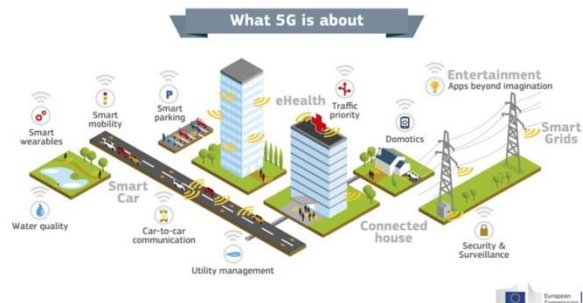 What 5G is about
Entertainment
Apps beyond imagination
eHealth
Smart
parking
Traffic
priority
Smart
mobility
Smart
wearables
Domotics
Smart
Grids
Smart
Car
Water quality
Car-to-car
communication
Connected
house
Security &
Surveillance
Utility management
P
European
Commission